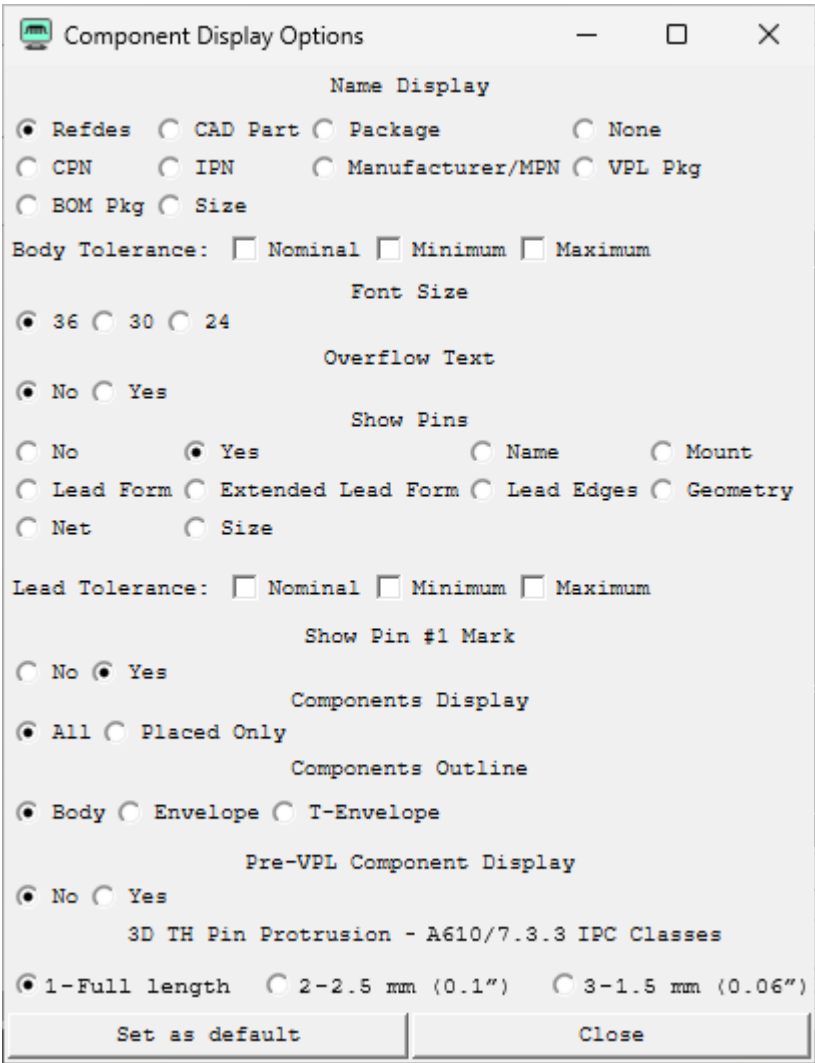 Component Display Options
Name Display
Refdes CAD Part Package None
CPN IPN Manufacturer/MPN VPL Pkg
BOM Pkg Size
Body Tolerance: Nominal Minimum Maximum
Font Size
36 30 24
Overflow Text
No Yes
Show Pins
No Yes Name Mount
Lead Form Extended Lead Form Lead Edges Geometry
Net Size
Lead Tolerance: Nominal Minimum Maximum
Show Pin #1 Mark
No Yes
Components Display
All Placed Only
Components Outline
Body Envelope T-Envelope
Pre-VPL Component Display
No Yes
3D TH Pin Protrusion - A610/7.3.3 IPC Classes
1-Full length 2-2.5 mm (0.1″) 3-1.5 mm (0.06″)
Set as default Close